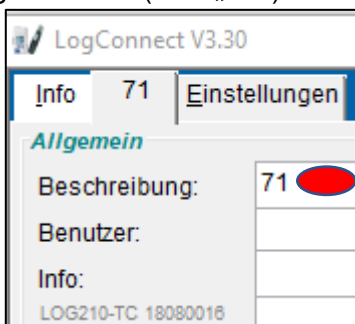 LogConnect V3.30
Info 71 Einstellungen
Allgemein
Beschreibung: 71
Benutzer:
Info:
LOG210-TC 18080016